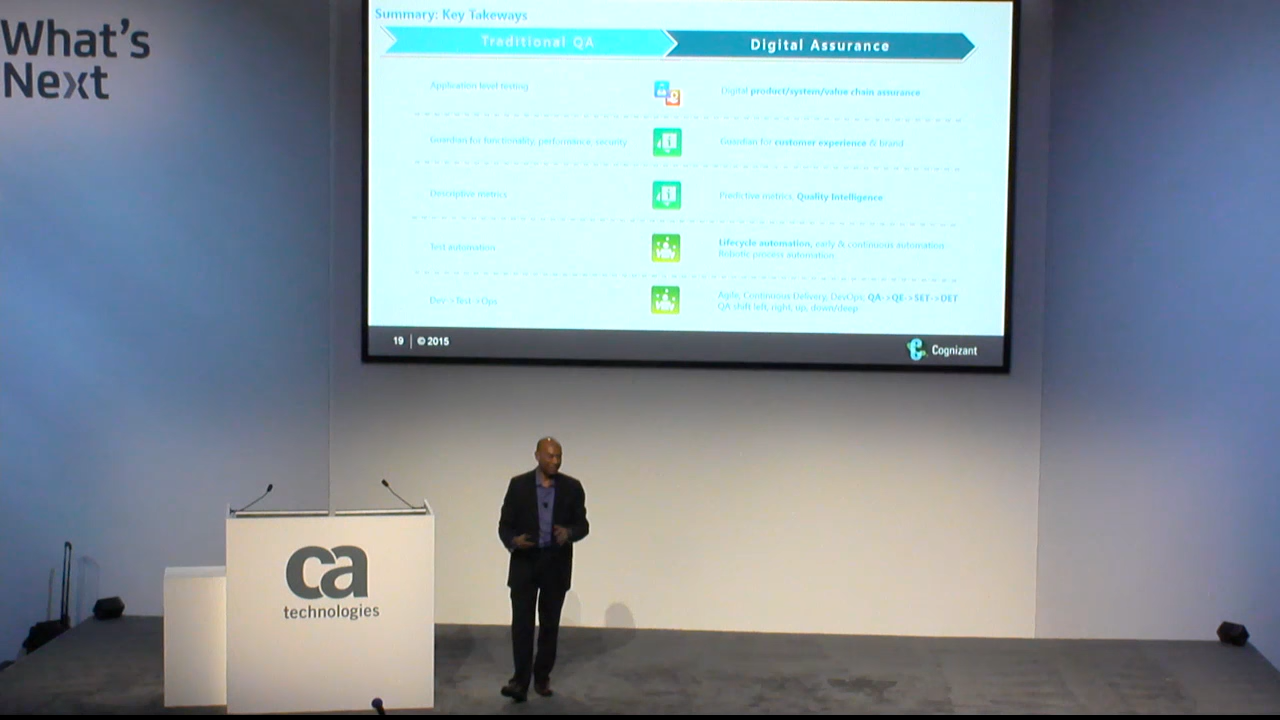 What's
Next
Summary: Key Takeways
Traditional QA
Digital Assurance
Application level testing
Digital product/system/value chain assurance
Guardian for functionality, performance, security
Guardian for customer experience & brand
Descriptive metrics
Predictive metrics, Quality Intelligence
Test automation
Lifecycle automation, early & continuous automation
Robotic process automation
Dev->Test->Ops
Agile, Continuous Delivery, DevOps, QA->QE->SET->DET
QA shift left, right, up, down/deep
19 | © 2015
Cognizant
ca
technologies